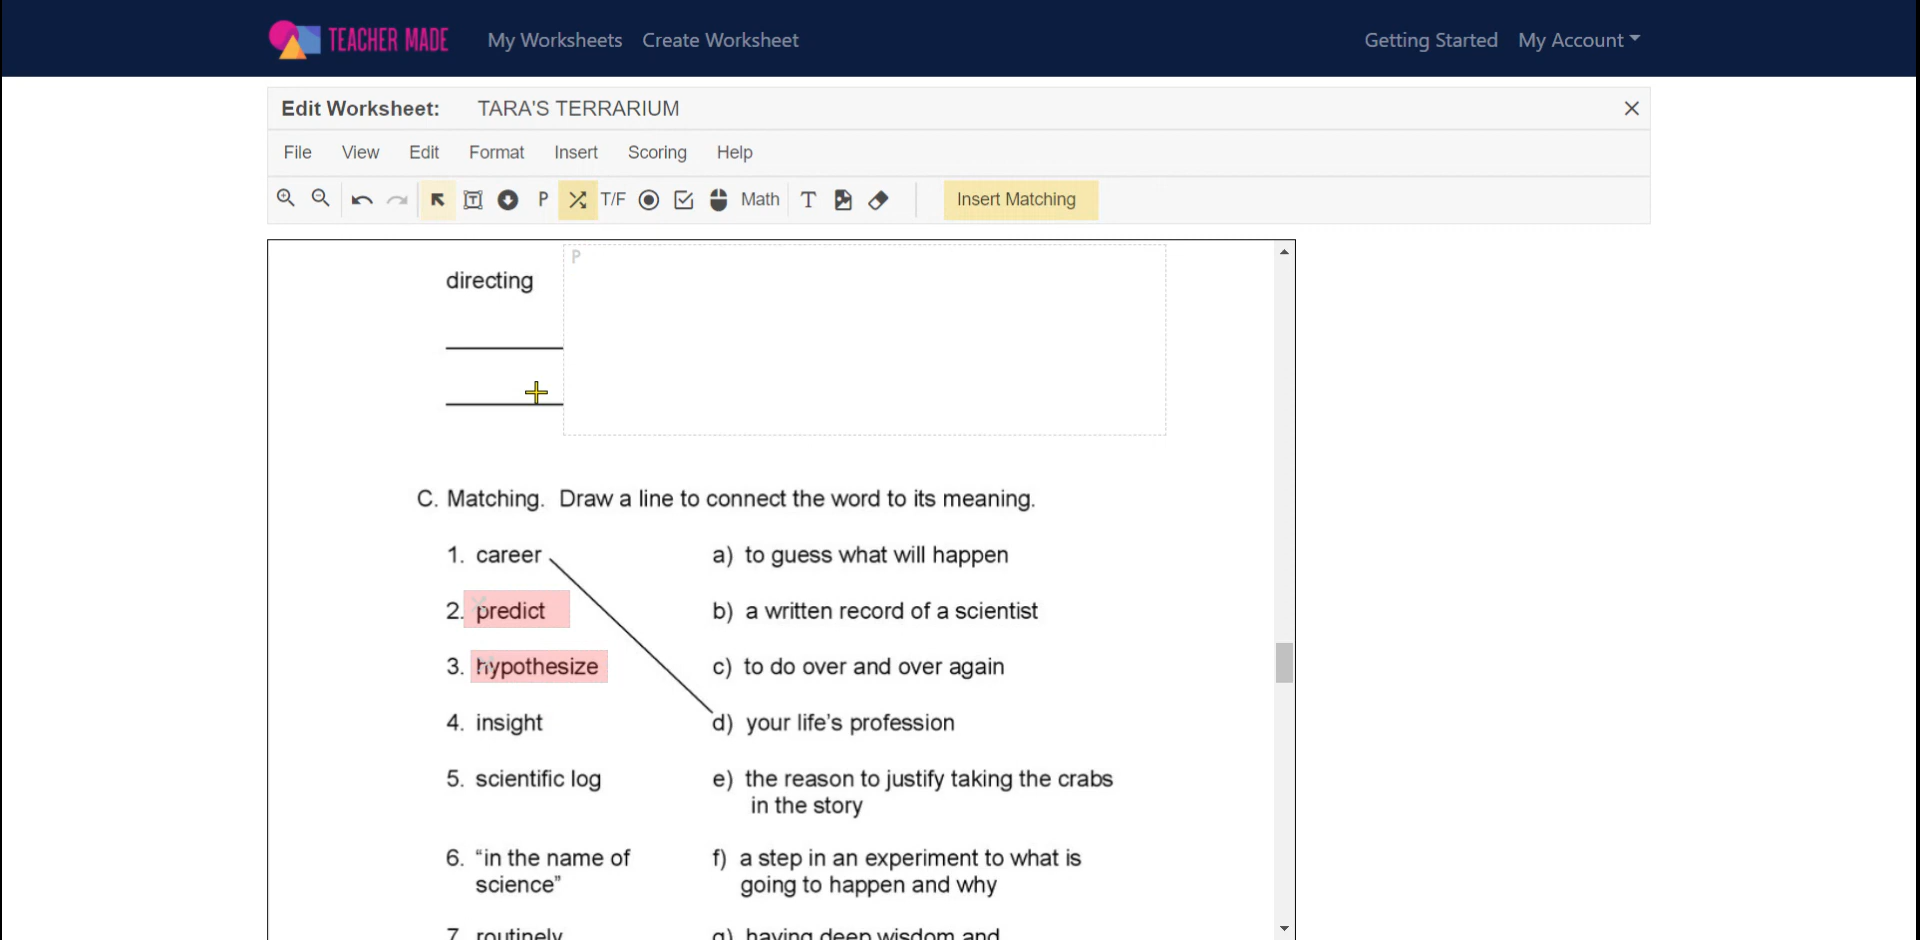 TEACHER MADE My Worksheets Create Worksheet Getting Started My Account
Edit Worksheet: TARA'S TERRARIUM
File View Edit Format Insert Scoring Help
T P T/F Math T Insert Matching
P
directing
C. Matching. Draw a line to connect the word to its meaning.
1. career a) to guess what will happen
2. predict b) a written record of a scientist
3. hypothesize c) to do over and over again
4. insight d) your life’s profession
5. scientific log e) the reason to justify taking the crabs
in the story
6. “in the name of f) a step in an experiment to what is
science” going to happen and why
7. routinely g) having deep wisdom and